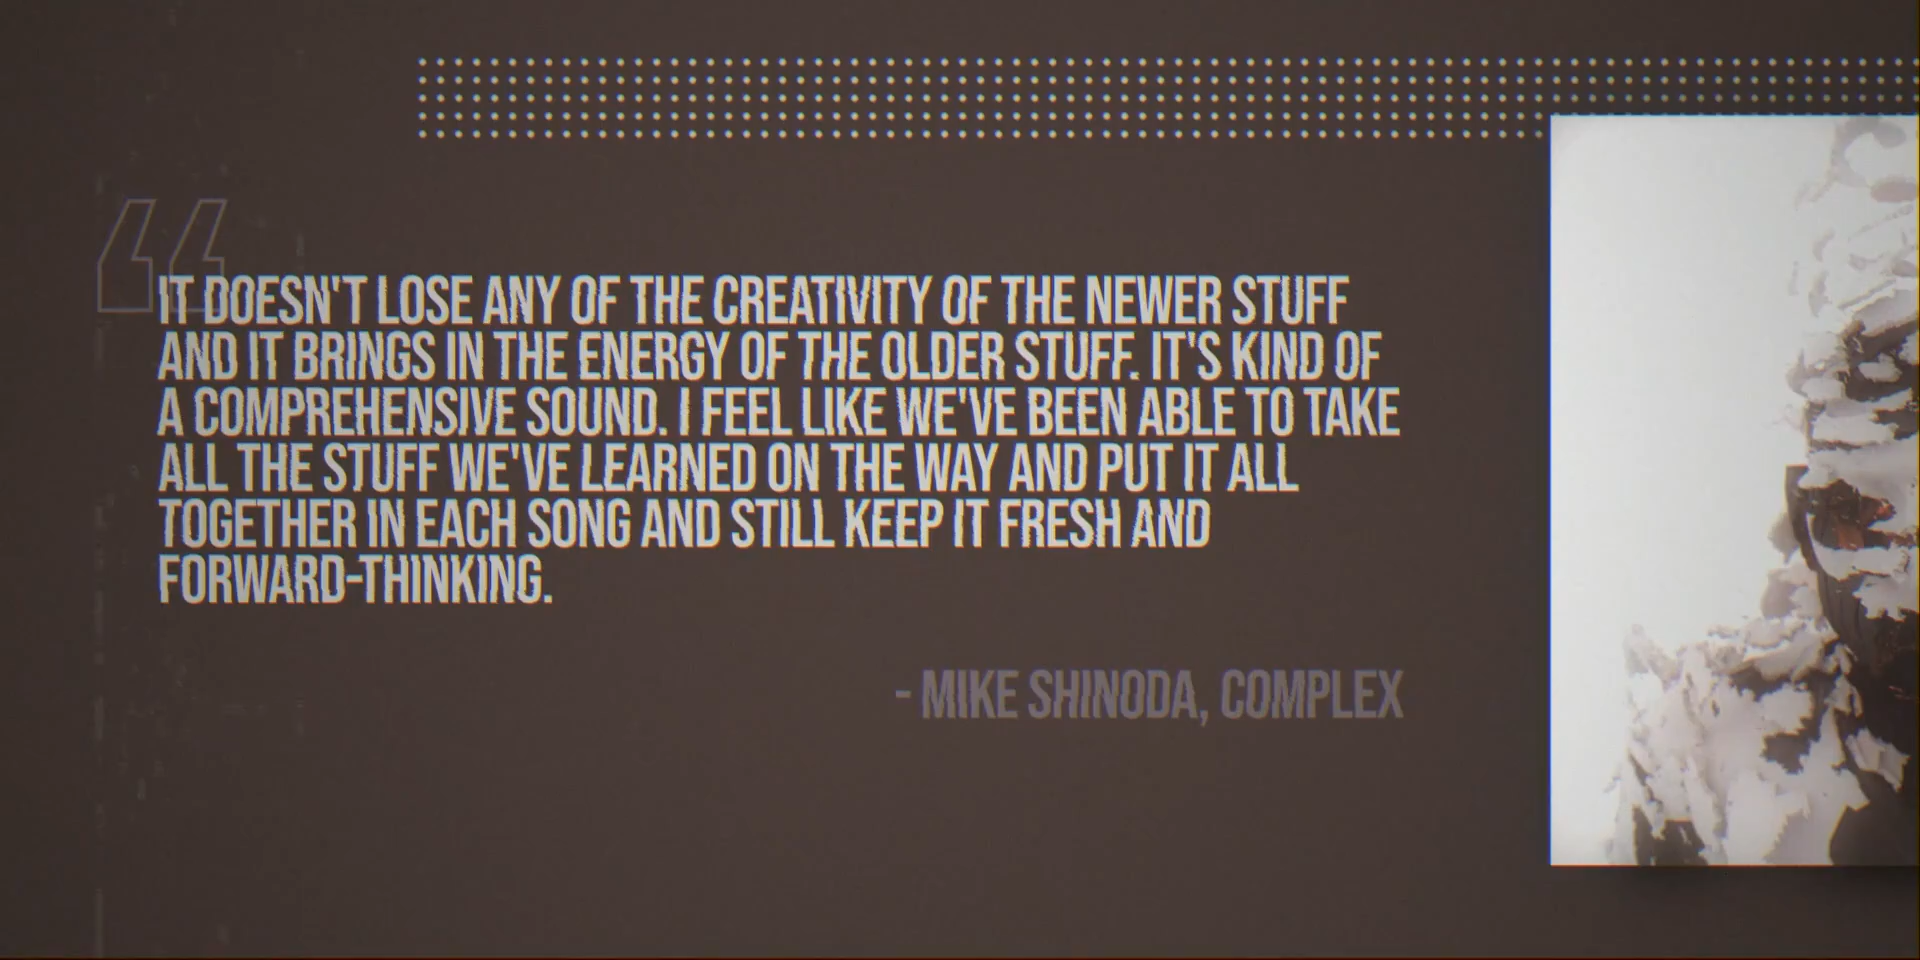 “
IT DOESN'T LOSE ANY OF THE CREATIVITY OF THE NEWER STUFF
AND IT BRINGS IN THE ENERGY OF THE OLDER STUFF. IT'S KIND OF
A COMPREHENSIVE SOUND. I FEEL LIKE WE'VE BEEN ABLE TO TAKE
ALL THE STUFF WE'VE LEARNED ON THE WAY AND PUT IT ALL
TOGETHER IN EACH SONG AND STILL KEEP IT FRESH AND
FORWARD-THINKING.
- MIKE SHINODA, COMPLEX